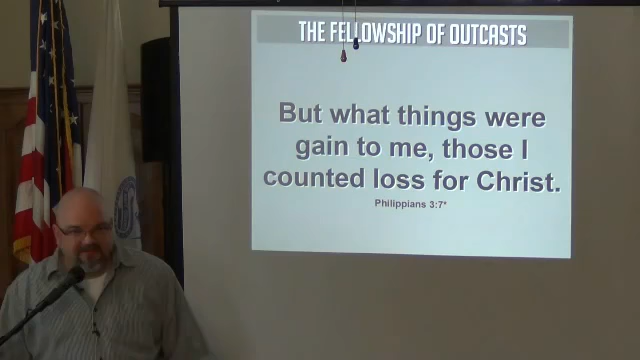 THE FELLOWSHIP OF OUTCASTS
But what things were
gain to me, those I
counted loss for Christ.
Philippians 3:7*